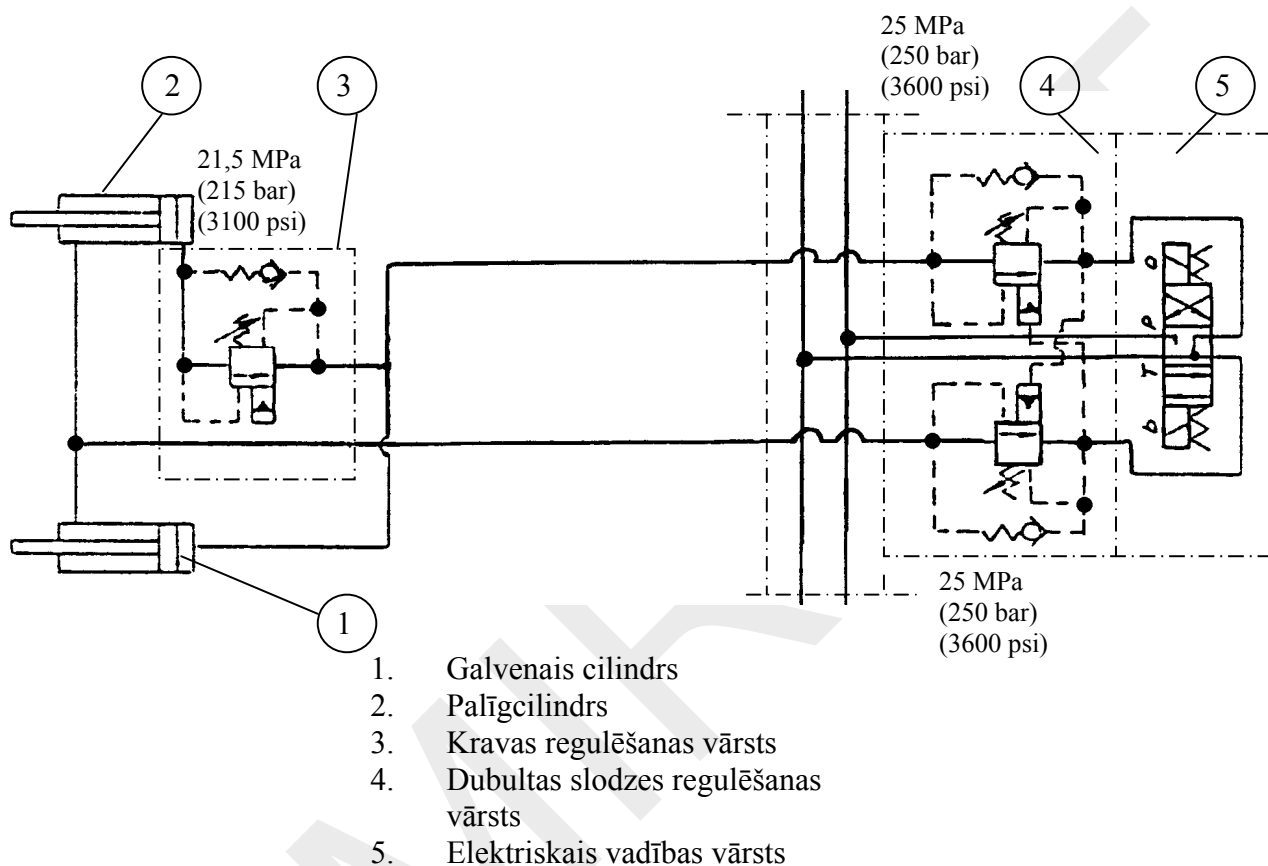 25 MPa
(250 bar)
(3600 psi)
2
3
4
5
21,5 MPa
(215 bar)
(3100 psi)
a
P
T
b
25 MPa
(250 bar)
(3600 psi)
1
1. Galvenais cilindrs
2. Palīgcilindrs
3. Kravas regulēšanas vārsts
4. Dubultas slodzes regulēšanas
vārsts
5. Elektriskais vadības vārsts